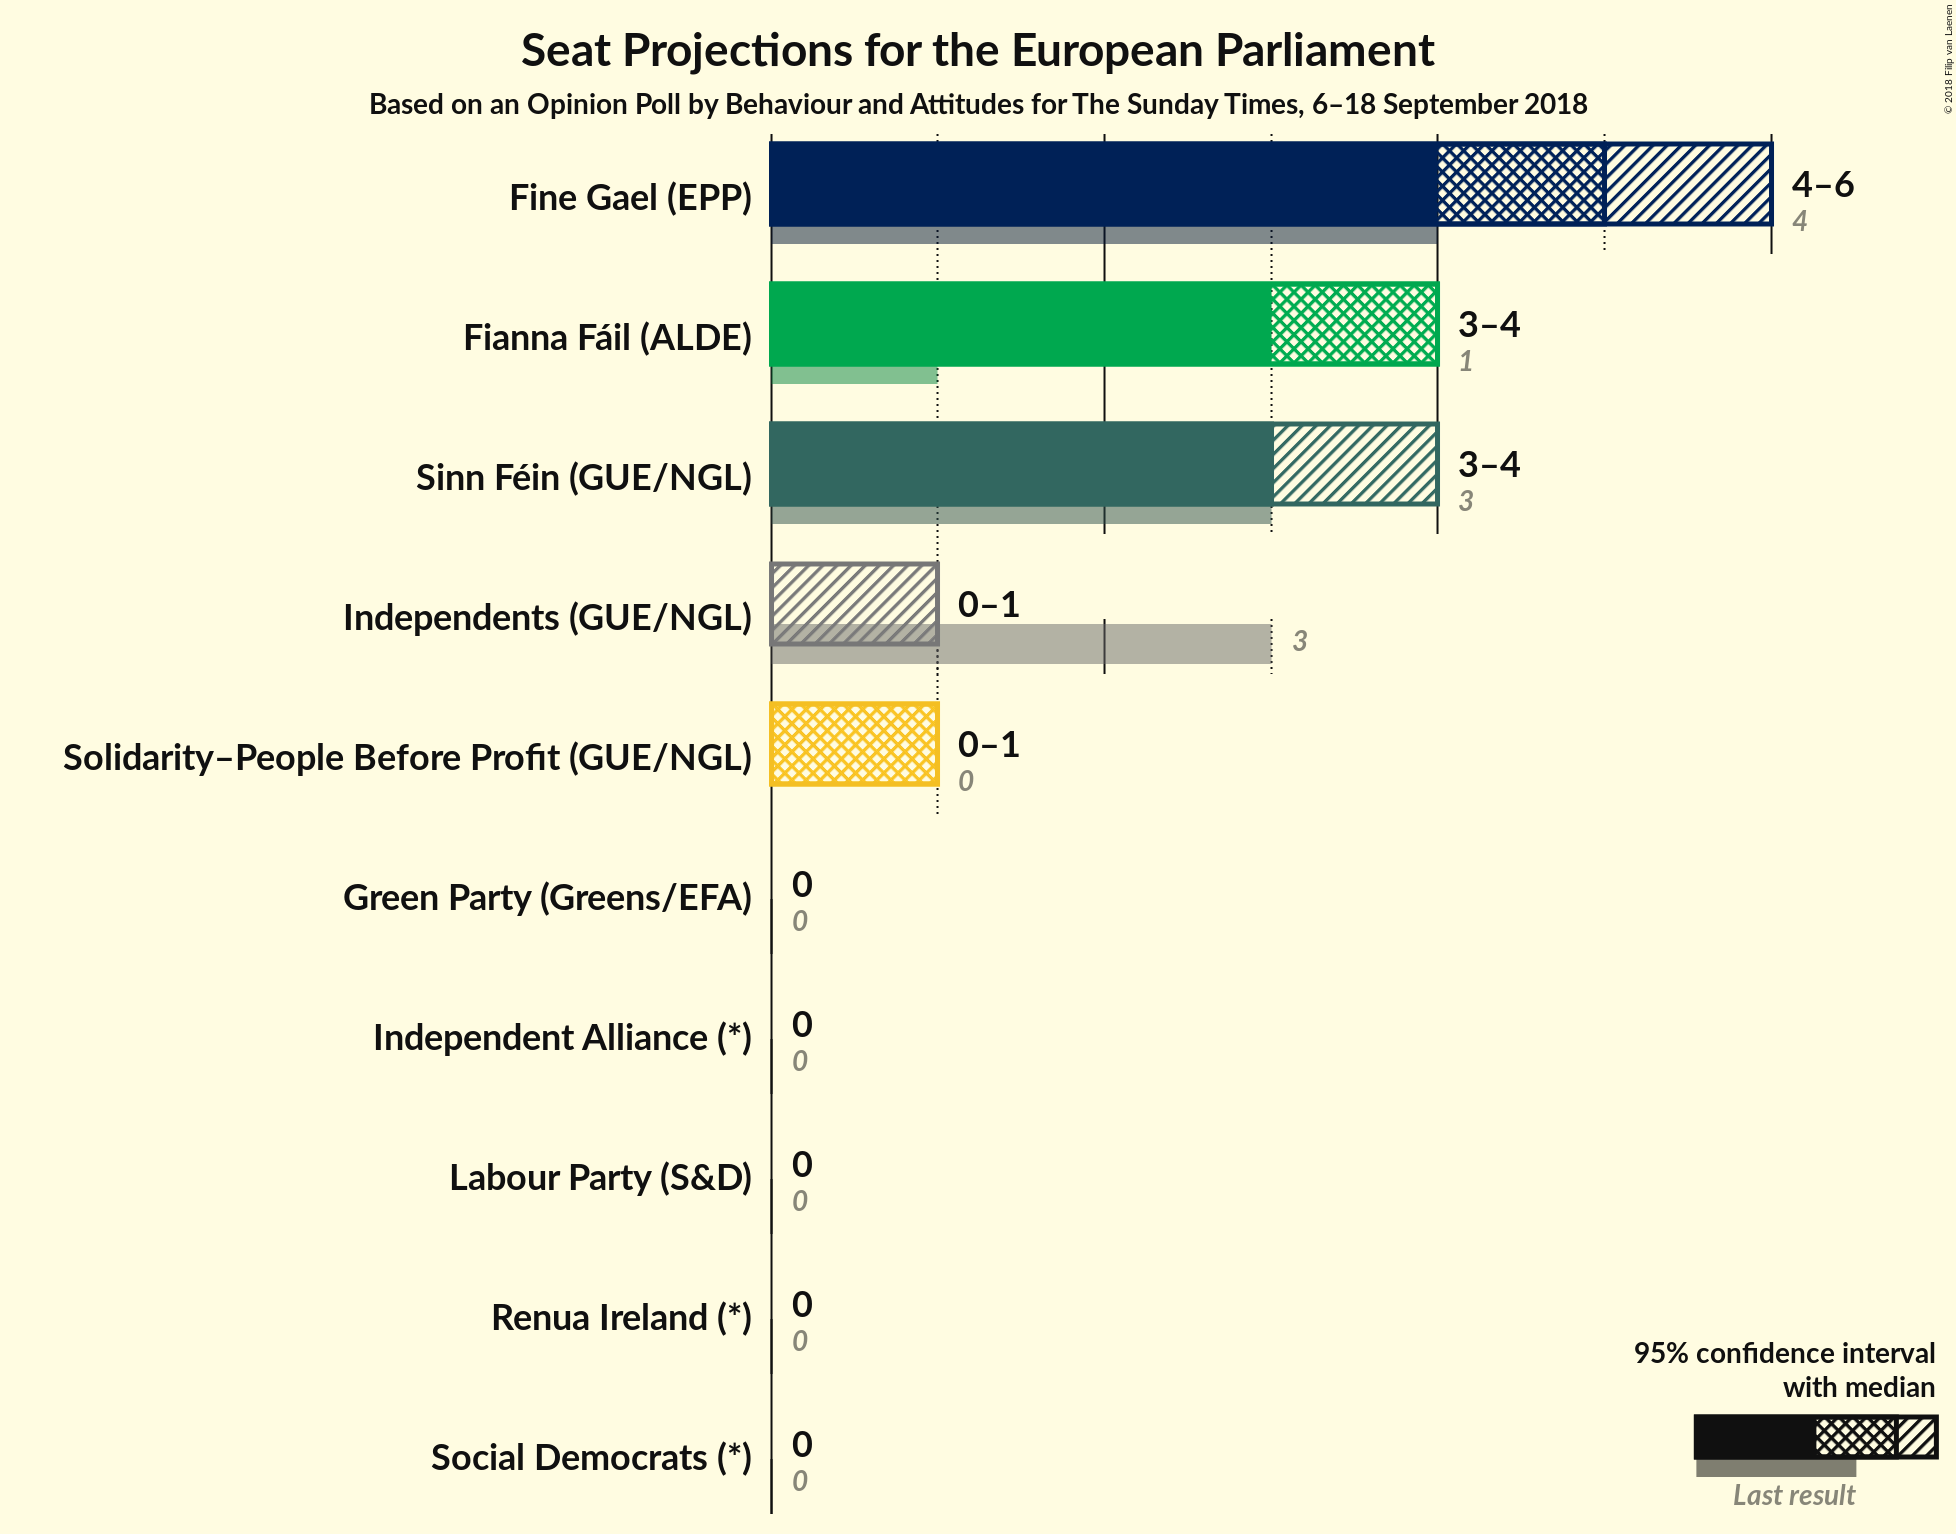 Seat Projections for the European Parliament
Based on an Opinion Poll by Behaviour and Attitudes for The Sunday Times, 6–18 September 2018
© 2018 Filip van Laenen
Fine Gael (EPP)
4–6
4
Fianna Fáil (ALDE)
3–4
1
Sinn Féin (GUE/NGL)
3–4
3
Independents (GUE/NGL)
0–1
3
Solidarity–People Before Profit (GUE/NGL)
0–1
0
Green Party (Greens/EFA)
0
0
Independent Alliance (*)
0
0
Labour Party (S&D)
0
0
Renua Ireland (*)
0
0
Social Democrats (*)
0
0
95% confidence interval
with median
Last result